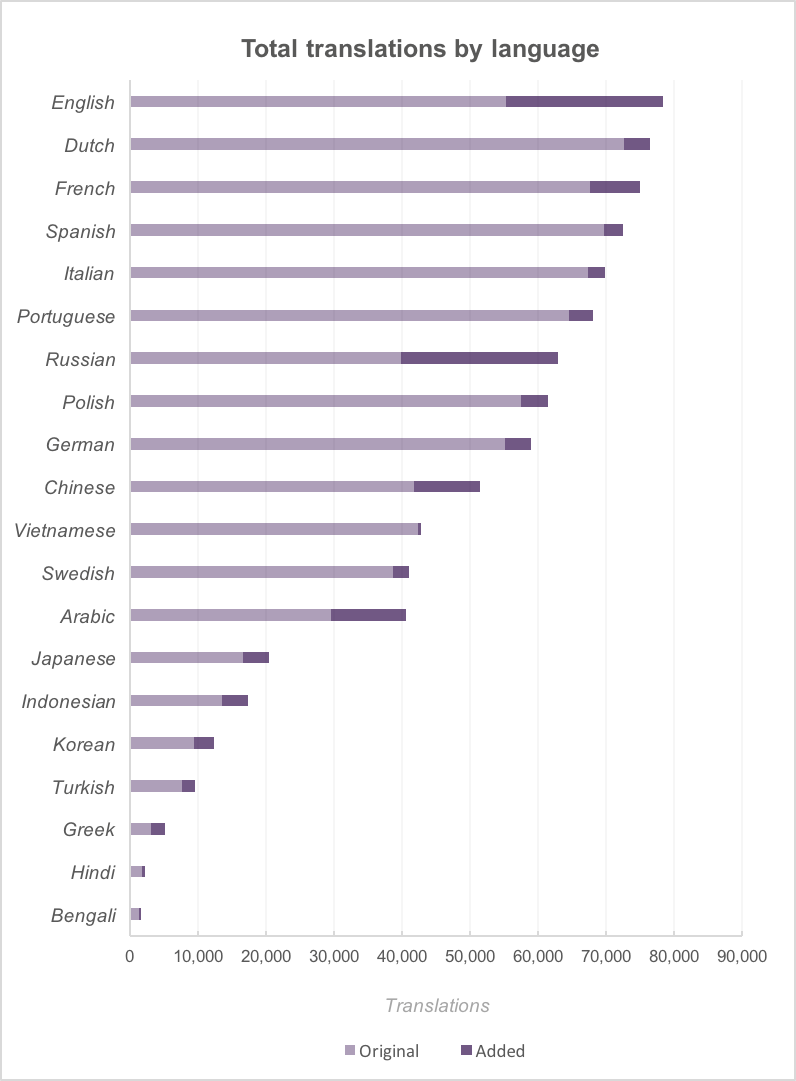 Total translations by language
English
Dutch
French
Spanish
Italian
Portuguese
Russian
Polish
German
Chinese
Vietnamese
Swedish
Arabic
Japanese
Indonesian
Korean
Turkish
Greek
Hindi
Bengali
0 10,000 20,000 30,000 40,000 50,000 60,000 70,000 80,000 90,000
Translations
Original Added